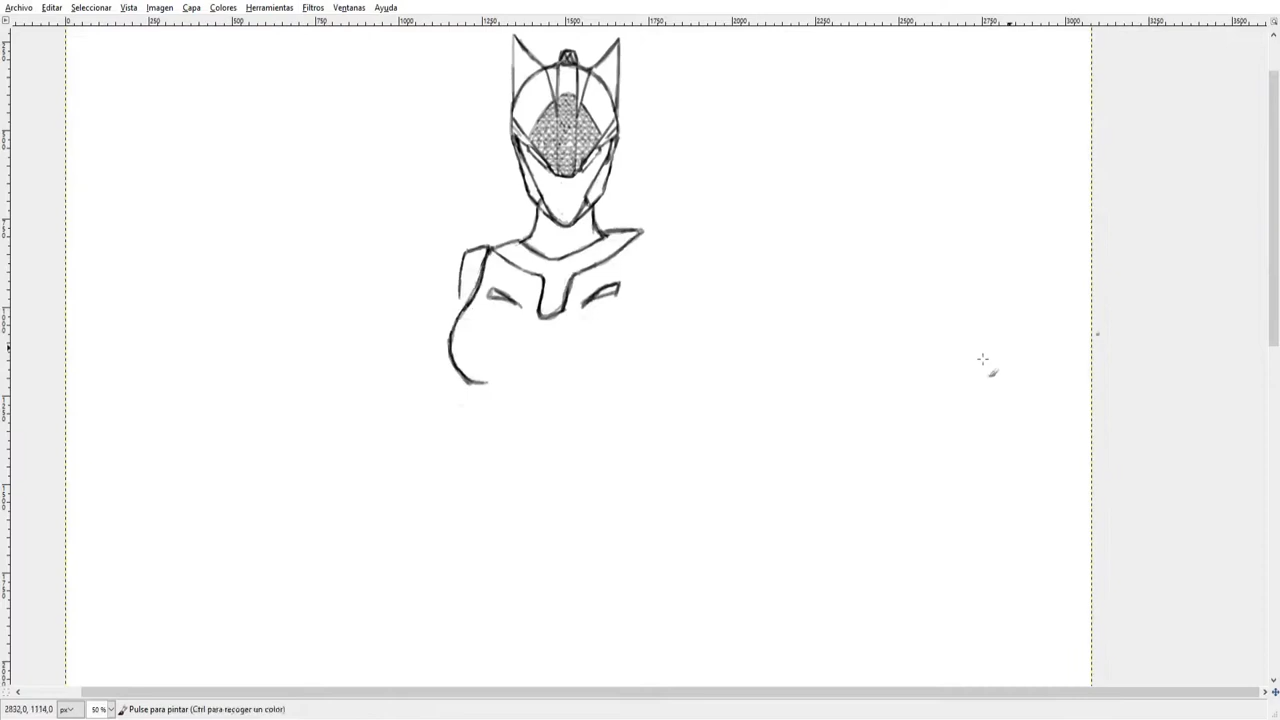 Archivo Editar Seleccionar Vista Imagen Capa Colores Herramientas Filtros Ventanas Ayuda
250 500 750 1000 1250 1500 1750 2000 2250 2500 2750 3000 3250 3500
2832,0, 1114,0 px 50 % Pulse para pintar (Ctrl para recoger un color)